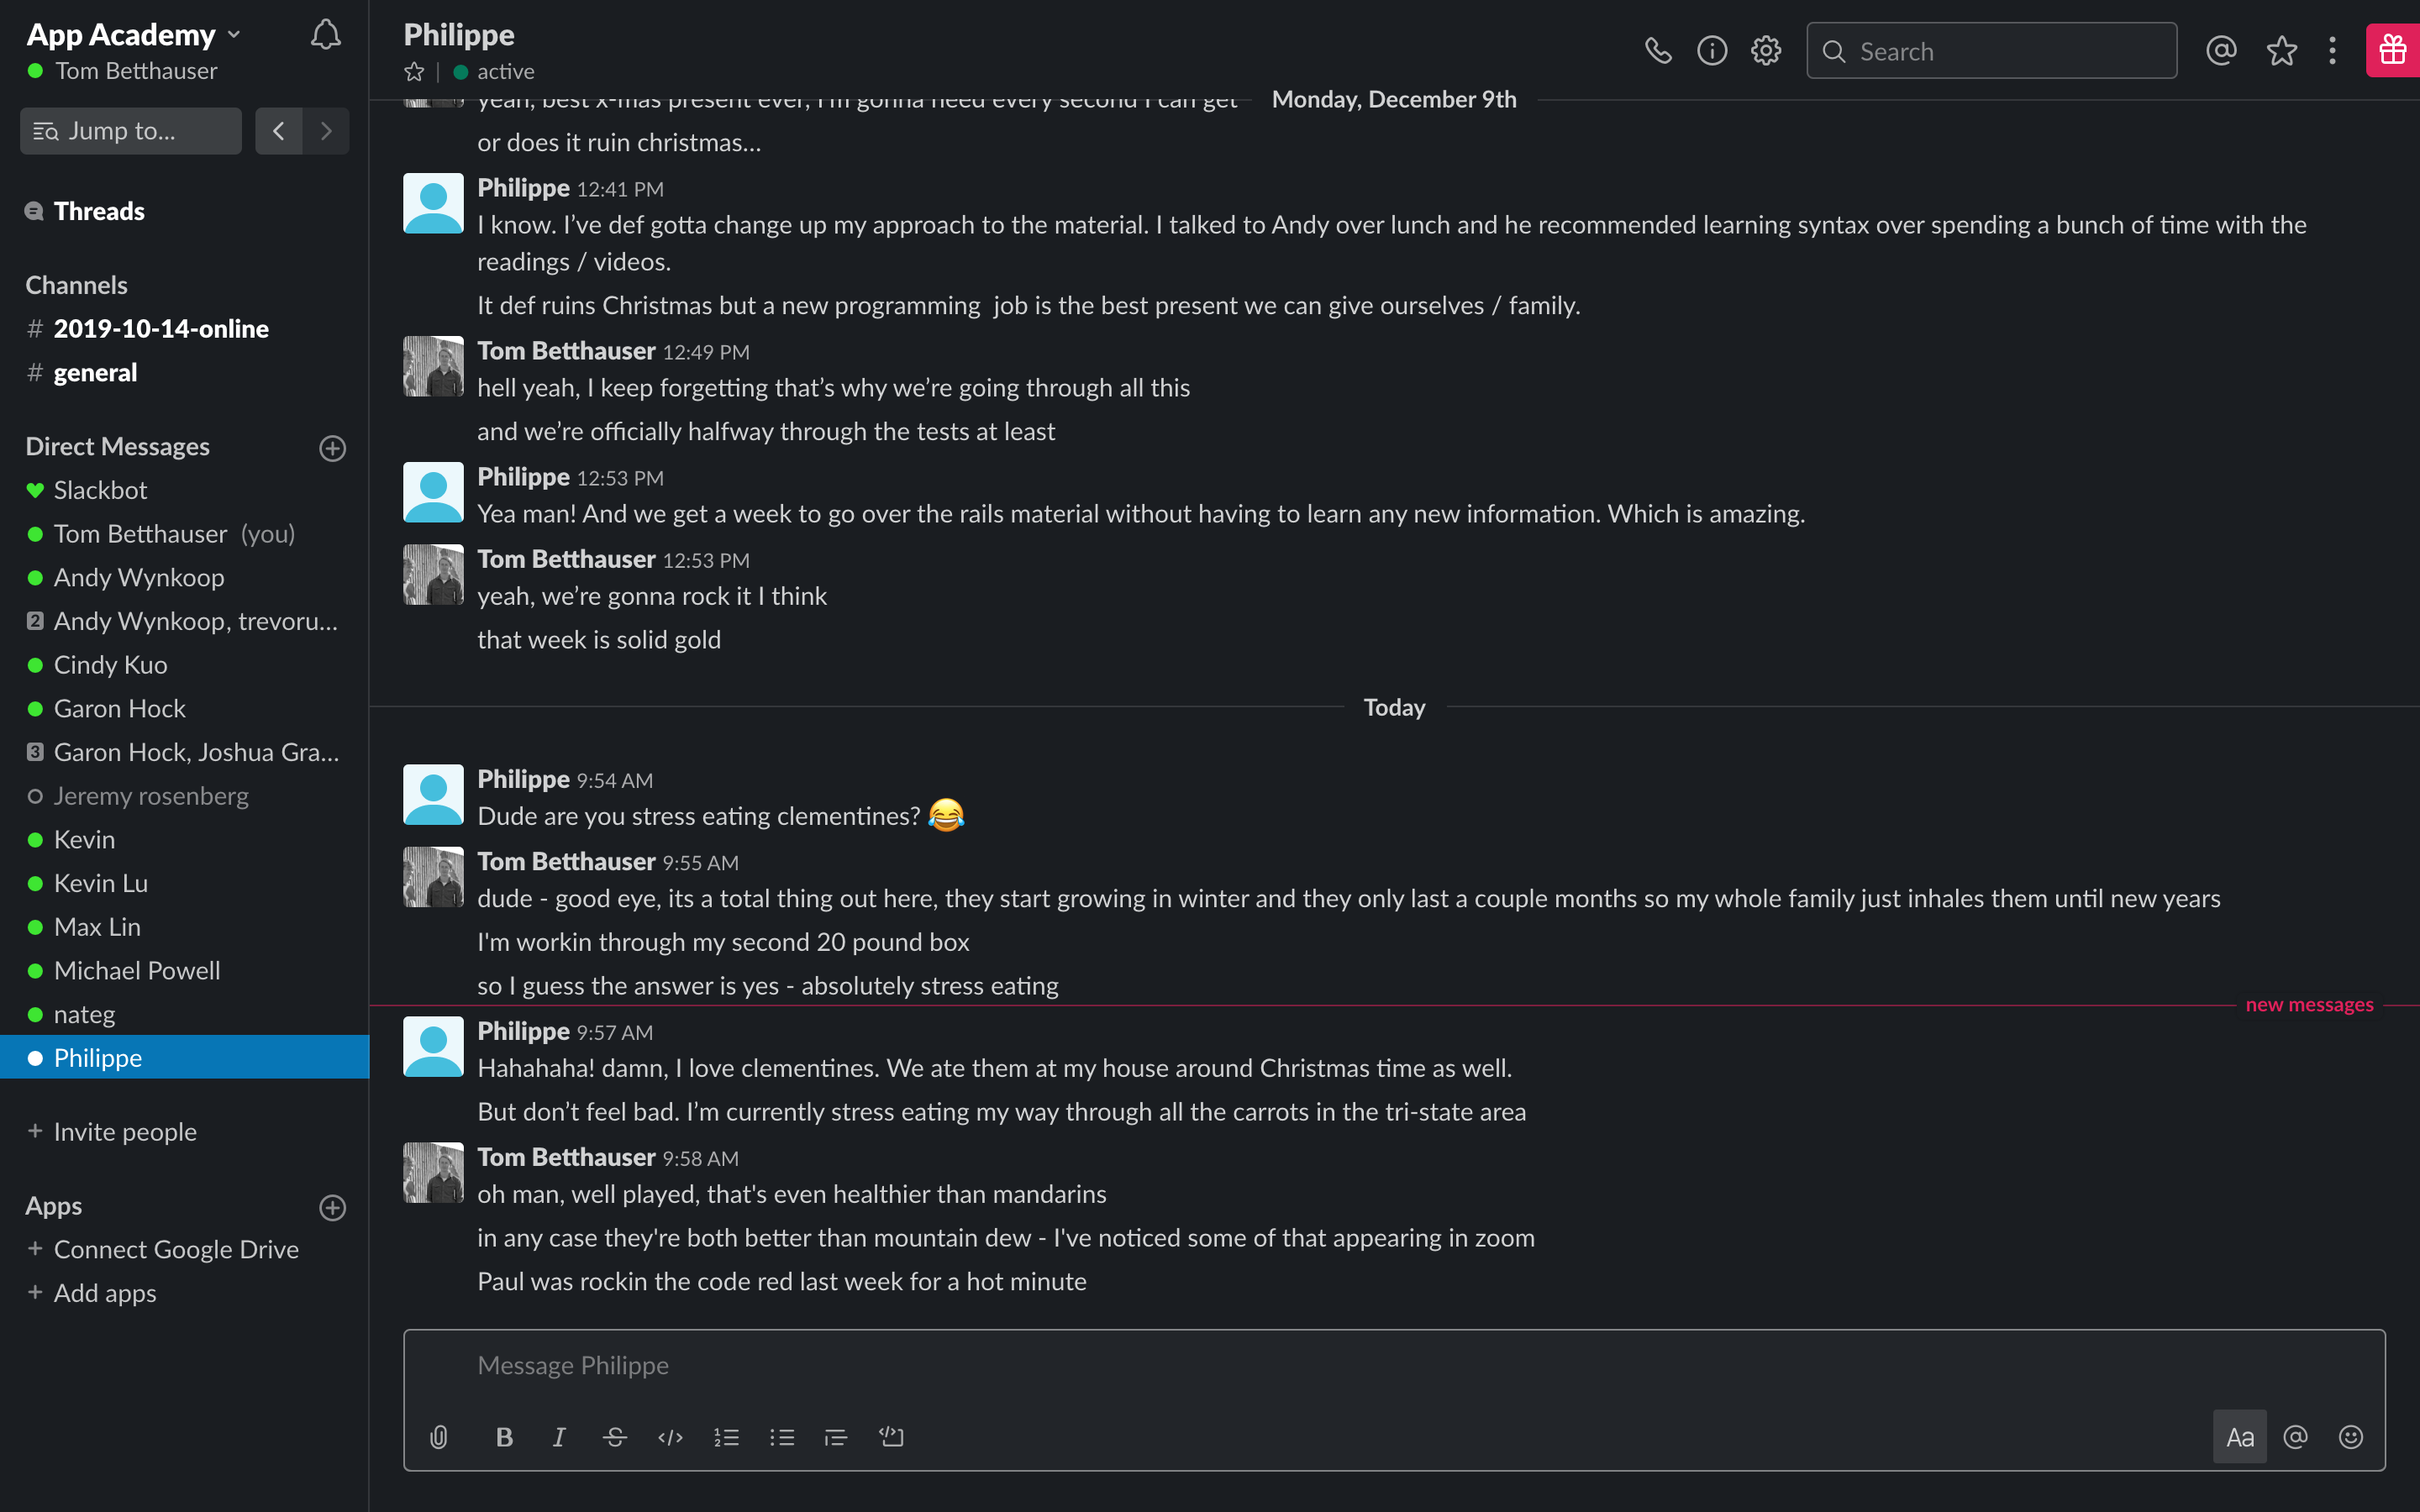 App Academy
Tom Betthauser
Jump to...
Threads
Channels
# 2019-10-14-online
# general
Direct Messages
Slackbot
Tom Betthauser (you)
Andy Wynkoop
2 Andy Wynkoop, trevoru...
Cindy Kuo
Garon Hock
3 Garon Hock, Joshua Gra...
Jeremy rosenberg
Kevin
Kevin Lu
Max Lin
Michael Powell
nateg
Philippe
+ Invite people
Apps
+ Connect Google Drive
+ Add apps
Philippe
active
Search
yeah, best x-mas present ever, I'm gonna need every second I can get
Monday, December 9th
or does it ruin christmas...
Philippe 12:41 PM
I know. I’ve def gotta change up my approach to the material. I talked to Andy over lunch and he recommended learning syntax over spending a bunch of time with the
readings / videos.
It def ruins Christmas but a new programming  job is the best present we can give ourselves / family.
Tom Betthauser 12:49 PM
hell yeah, I keep forgetting that’s why we’re going through all this
and we’re officially halfway through the tests at least
Philippe 12:53 PM
Yea man! And we get a week to go over the rails material without having to learn any new information. Which is amazing.
Tom Betthauser 12:53 PM
yeah, we’re gonna rock it I think
that week is solid gold
Today
Philippe 9:54 AM
Dude are you stress eating clementines? 😂
Tom Betthauser 9:55 AM
dude - good eye, its a total thing out here, they start growing in winter and they only last a couple months so my whole family just inhales them until new years
I'm workin through my second 20 pound box
so I guess the answer is yes - absolutely stress eating
new messages
Philippe 9:57 AM
Hahahaha! damn, I love clementines. We ate them at my house around Christmas time as well.
But don’t feel bad. I’m currently stress eating my way through all the carrots in the tri-state area
Tom Betthauser 9:58 AM
oh man, well played, that's even healthier than mandarins
in any case they're both better than mountain dew - I've noticed some of that appearing in zoom
Paul was rockin the code red last week for a hot minute
Message Philippe
B I S </> Aa @